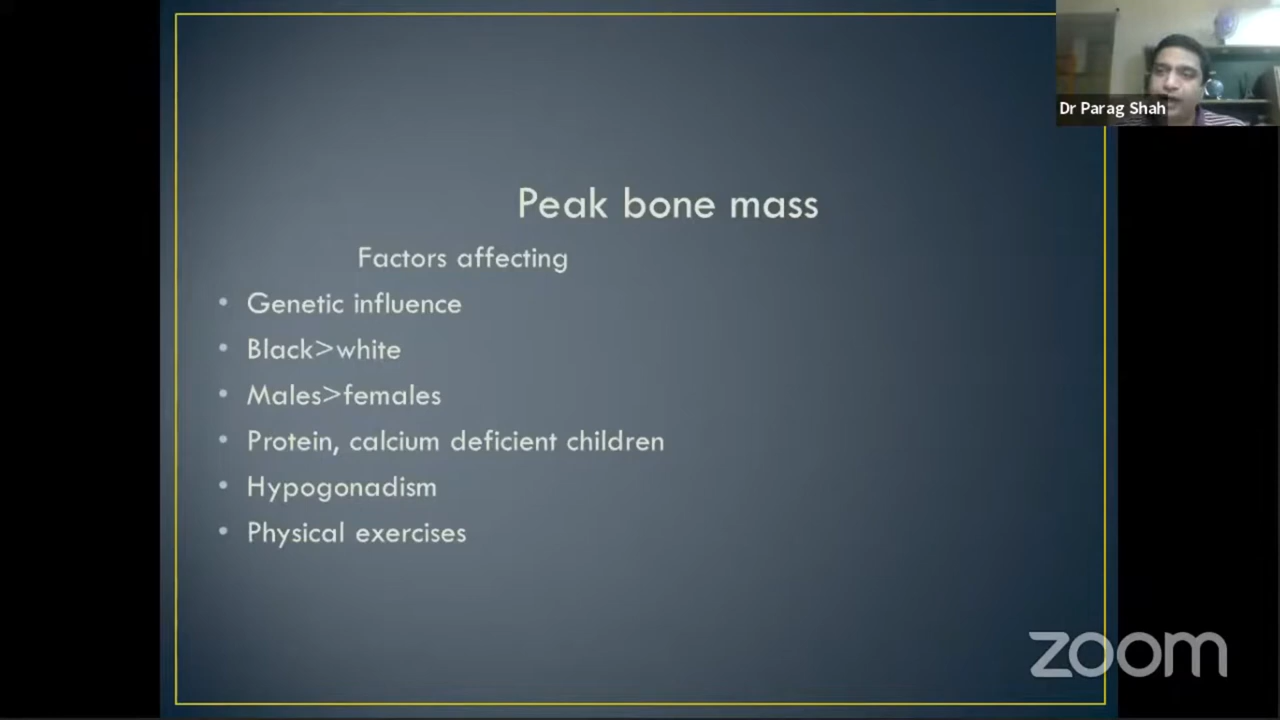 Dr Parag Shah
Peak bone mass
Factors affecting
• Genetic influence
• Black>white
• Males>females
• Protein, calcium deficient children
• Hypogonadism
• Physical exercises
zoom